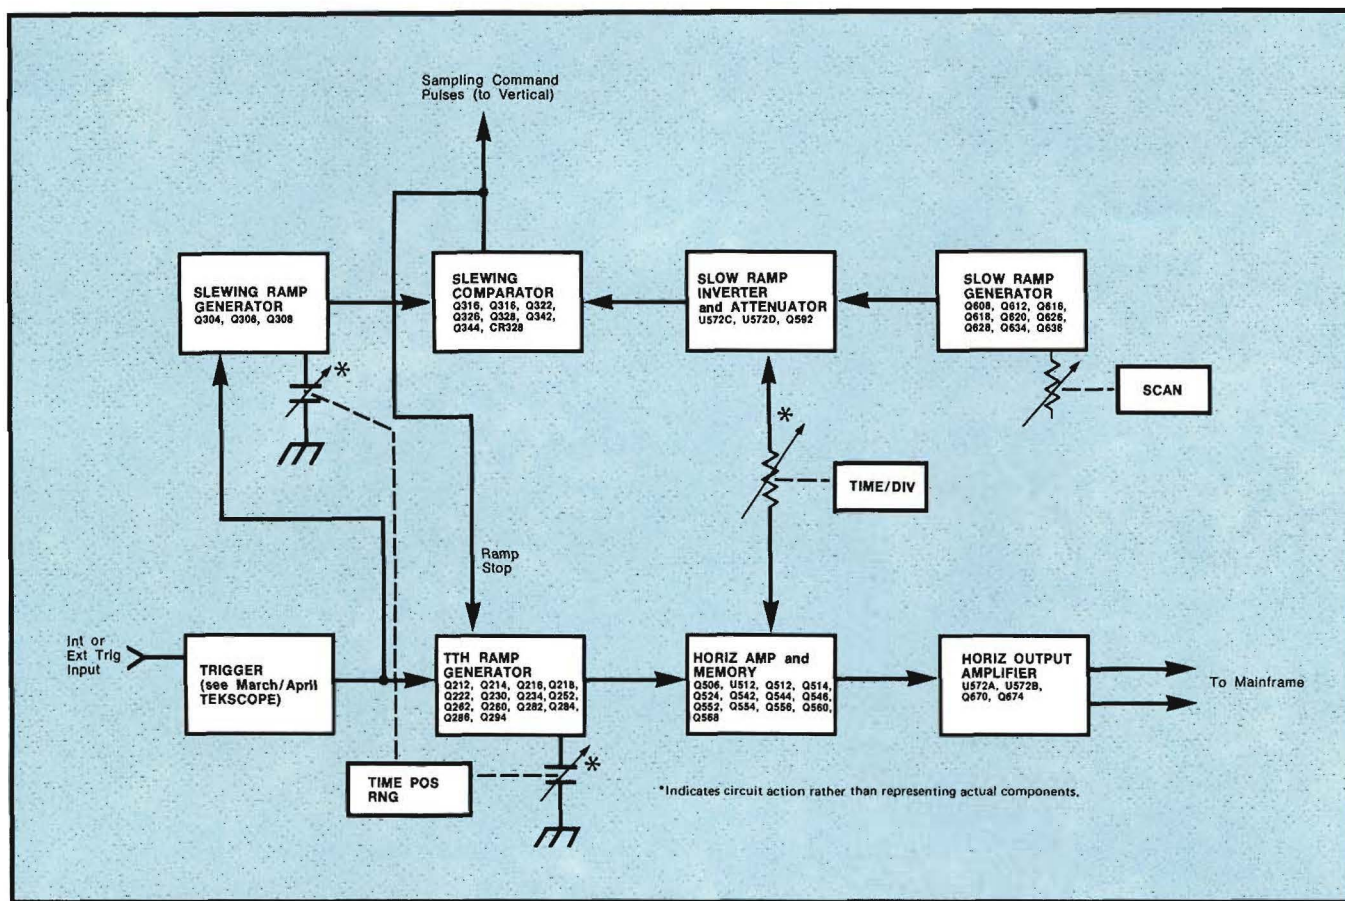 Sampling Command
Pulses (to Vertical)
SLEWING RAMP
GENERATOR
Q304, Q306, Q308
*
SLEWING
COMPARATOR
Q316, Q316, Q322,
Q326, Q328, Q342,
Q344, CR328
SLOW RAMP
INVERTER
and ATTENUATOR
U572C, U572D, Q592
SLOW RAMP
GENERATOR
Q608, Q612, Q616,
Q618, Q620, Q626,
Q628, Q634, Q636
SCAN
*
TIME/DIV
Ramp
Stop
Int or
Ext Trig
Input
TRIGGER
(see March/April
TEKSCOPE)
TTH RAMP
GENERATOR
Q212, Q214, Q216, Q218,
Q222, Q230, Q234, Q252,
Q262, Q260, Q282, Q284,
Q286, Q294
HORIZ AMP and
MEMORY
Q506, U512, Q512, Q514,
Q524, Q542, Q544, Q546,
Q552, Q554, Q556, Q560,
Q568
HORIZ OUTPUT
AMPLIFIER
U572A, U572B,
Q670, Q674
To Mainframe
TIME POS
RNG
*
*Indicates circuit action rather than representing actual components.